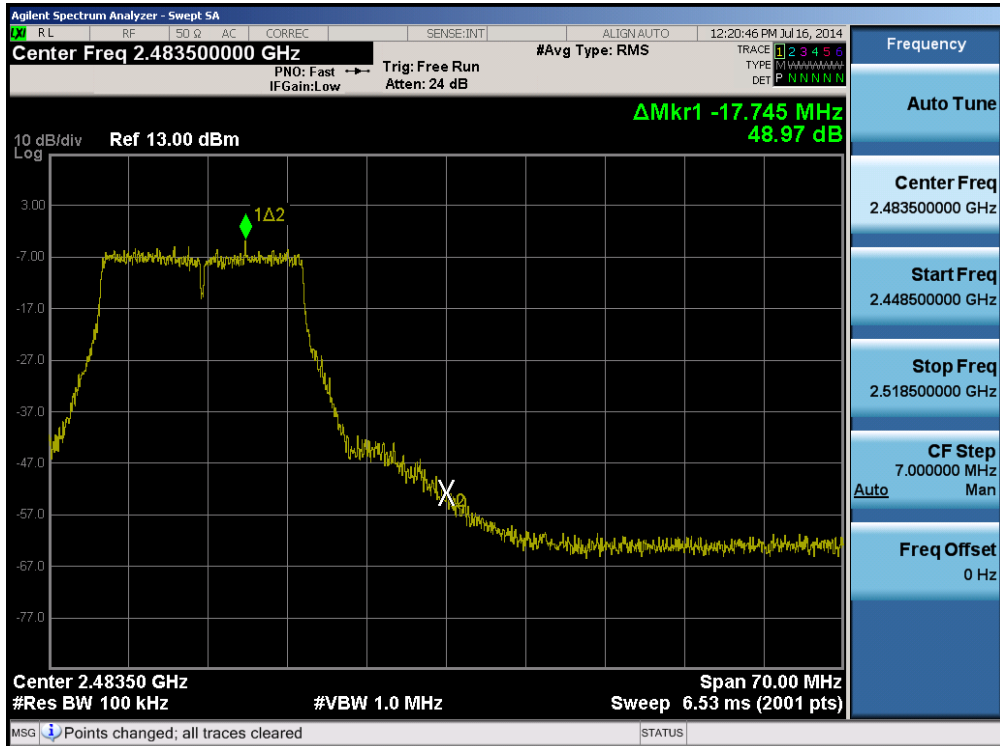 Agilent Spectrum Analyzer - Swept SA
LXI RL RF 50 Ω AC CORREC SENSE:INT ALIGN AUTO 12:20:46 PM Jul 16, 2014
Center Freq 2.483500000 GHz
PNO: Fast
IFGain:Low
Trig: Free Run
Atten: 24 dB
#Avg Type: RMS
TRACE 1 2 3 4 5 6
TYPE M WWWWW
DET P N N N N N
ΔMkr1 -17.745 MHz
48.97 dB
10 dB/div
Log
Ref 13.00 dBm
1Δ2
3.00
-7.00
-17.0
-27.0
-37.0
-47.0
X2
-57.0
-67.0
-77.0
Center 2.48350 GHz
Span 70.00 MHz
#Res BW 100 kHz
#VBW 1.0 MHz
Sweep 6.53 ms (2001 pts)
MSG Points changed; all traces cleared
STATUS
Frequency
Auto Tune
Center Freq
2.483500000 GHz
Start Freq
2.448500000 GHz
Stop Freq
2.518500000 GHz
CF Step
7.000000 MHz
Auto Man
Freq Offset
0 Hz